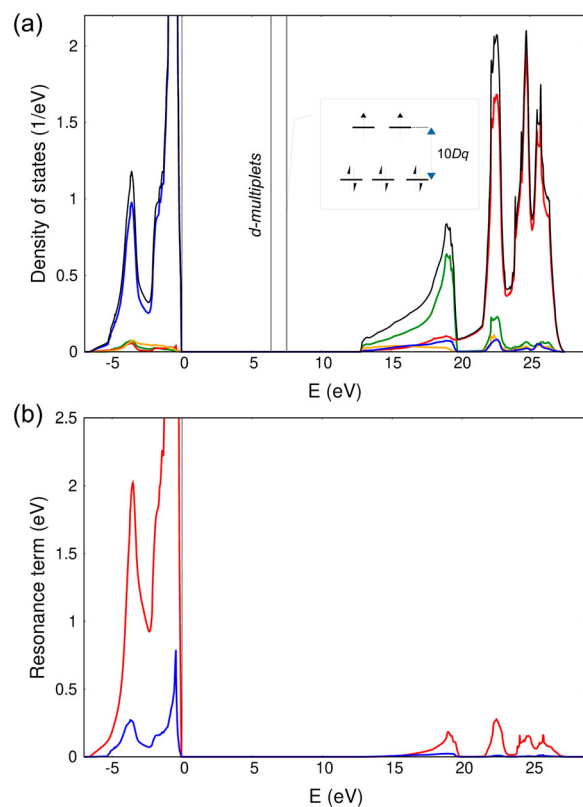 (a)
Density of states (1/eV)
2
1.5
1
0.5
0
d-multiplets
10Dq
-5 0 5 10 15 20 25
E (eV)
(b)
Resonance term (eV)
2.5
2
1.5
1
0.5
0
-5 0 5 10 15 20 25
E (eV)